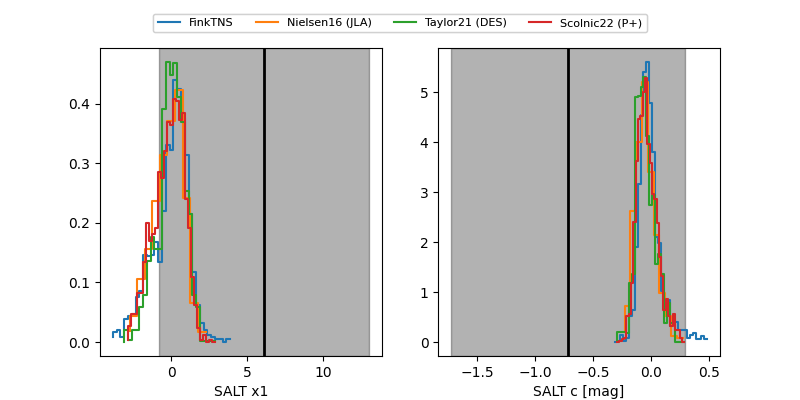 FinkTNS Nielsen16 (JLA) Taylor21 (DES) Scolnic22 (P+)
0.4
0.3
0.2
0.1
0.0
0 5 10
SALT x1
5
4
3
2
1
0
−1.5 −1.0 −0.5 0.0 0.5
SALT c [mag]